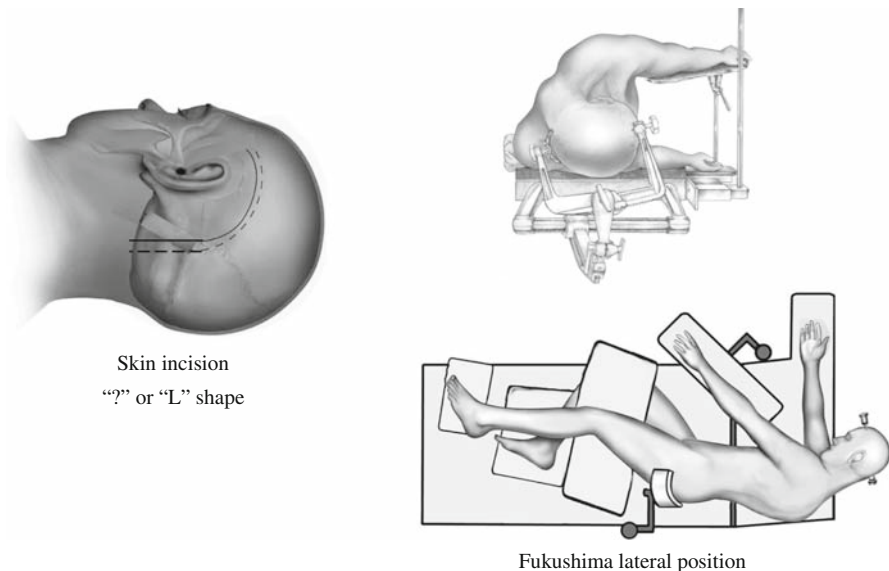 Skin incision
“?” or “L” shape
Fukushima lateral position